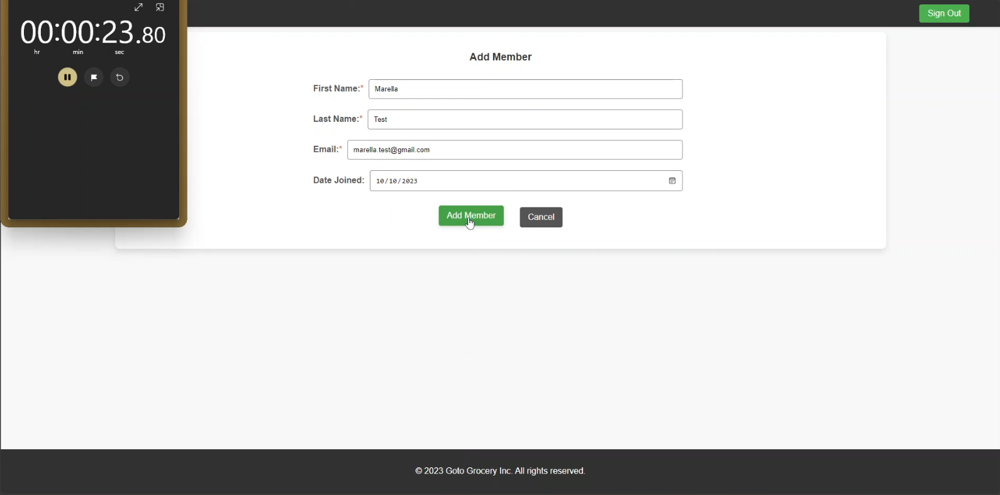 00:00:23.80
hr min sec
Sign Out
Add Member
First Name:* Marella
Last Name:* Test
Email:* marella.test@gmail.com
Date Joined: 10/10/2023
Add Member Cancel
© 2023 Goto Grocery Inc. All rights reserved.